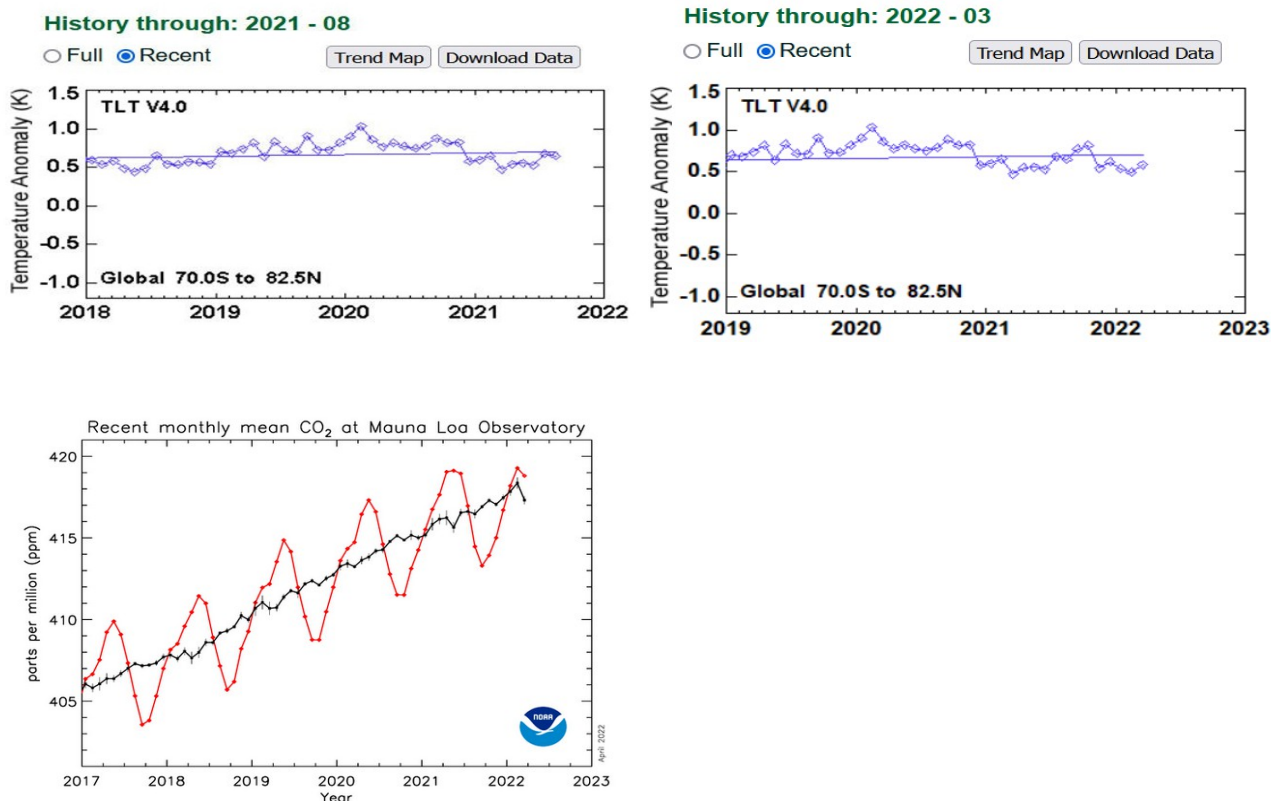 History through: 2021 - 08
Full Recent Trend Map Download Data
Temperature Anomaly (K)
1.5
1.0
0.5
0.0
-0.5
-1.0
TLT V4.0
Global 70.0S to 82.5N
2018 2019 2020 2021 2022
History through: 2022 - 03
Full Recent Trend Map Download Data
Temperature Anomaly (K)
1.5
1.0
0.5
0.0
-0.5
-1.0
TLT V4.0
Global 70.0S to 82.5N
2019 2020 2021 2022 2023
Recent monthly mean CO₂ at Mauna Loa Observatory
parts per million (ppm)
420
415
410
405
NOAA
April 2022
2017 2018 2019 2020 2021 2022 2023
Year